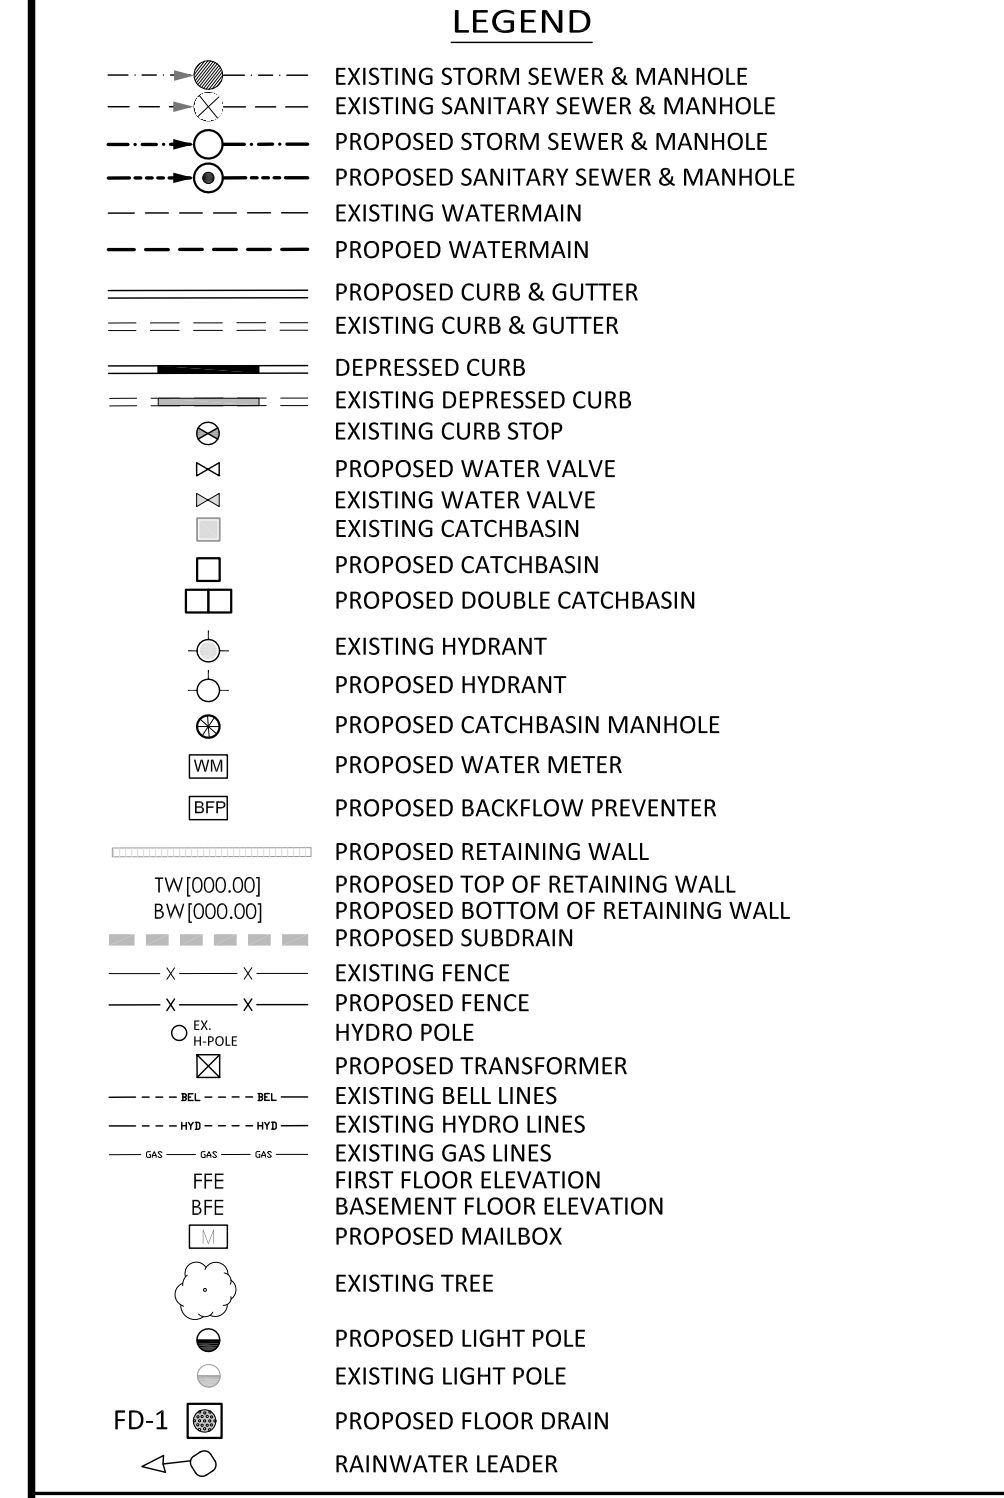 LEGEND
EXISTING STORM SEWER & MANHOLE
EXISTING SANITARY SEWER & MANHOLE
PROPOSED STORM SEWER & MANHOLE
PROPOSED SANITARY SEWER & MANHOLE
EXISTING WATERMAIN
PROPOED WATERMAIN
PROPOSED CURB & GUTTER
EXISTING CURB & GUTTER
DEPRESSED CURB
EXISTING DEPRESSED CURB
EXISTING CURB STOP
PROPOSED WATER VALVE
EXISTING WATER VALVE
EXISTING CATCHBASIN
PROPOSED CATCHBASIN
PROPOSED DOUBLE CATCHBASIN
EXISTING HYDRANT
PROPOSED HYDRANT
PROPOSED CATCHBASIN MANHOLE
WM PROPOSED WATER METER
BFP PROPOSED BACKFLOW PREVENTER
PROPOSED RETAINING WALL
TW[000.00] PROPOSED TOP OF RETAINING WALL
BW[000.00] PROPOSED BOTTOM OF RETAINING WALL
PROPOSED SUBDRAIN
X X EXISTING FENCE
X X PROPOSED FENCE
EX.
H-POLE HYDRO POLE
PROPOSED TRANSFORMER
BEL BEL EXISTING BELL LINES
HYD HYD EXISTING HYDRO LINES
GAS GAS GAS EXISTING GAS LINES
FFE FIRST FLOOR ELEVATION
BFE BASEMENT FLOOR ELEVATION
M PROPOSED MAILBOX
EXISTING TREE
PROPOSED LIGHT POLE
EXISTING LIGHT POLE
FD-1 PROPOSED FLOOR DRAIN
RAINWATER LEADER